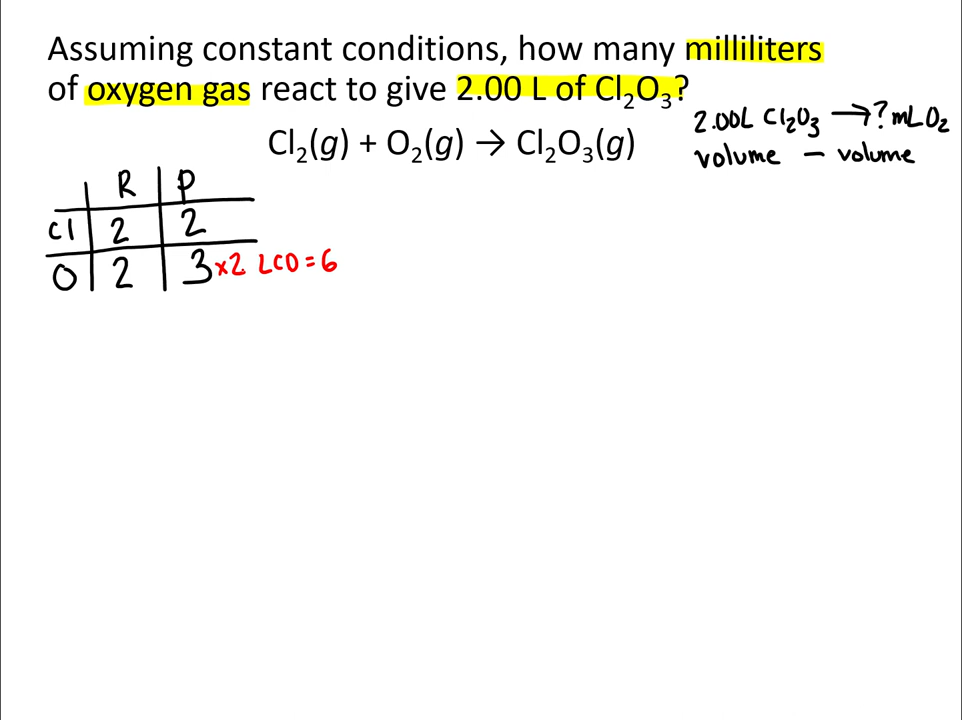 Assuming constant conditions, how many milliliters
of oxygen gas react to give 2.00 L of Cl₂O₃?
2.00L Cl₂O₃ → ? mL O₂
Cl₂(g) + O₂(g) → Cl₂O₃(g)
volume – volume
R P
Cl 2 2
O 2 3 x2 LCD = 6